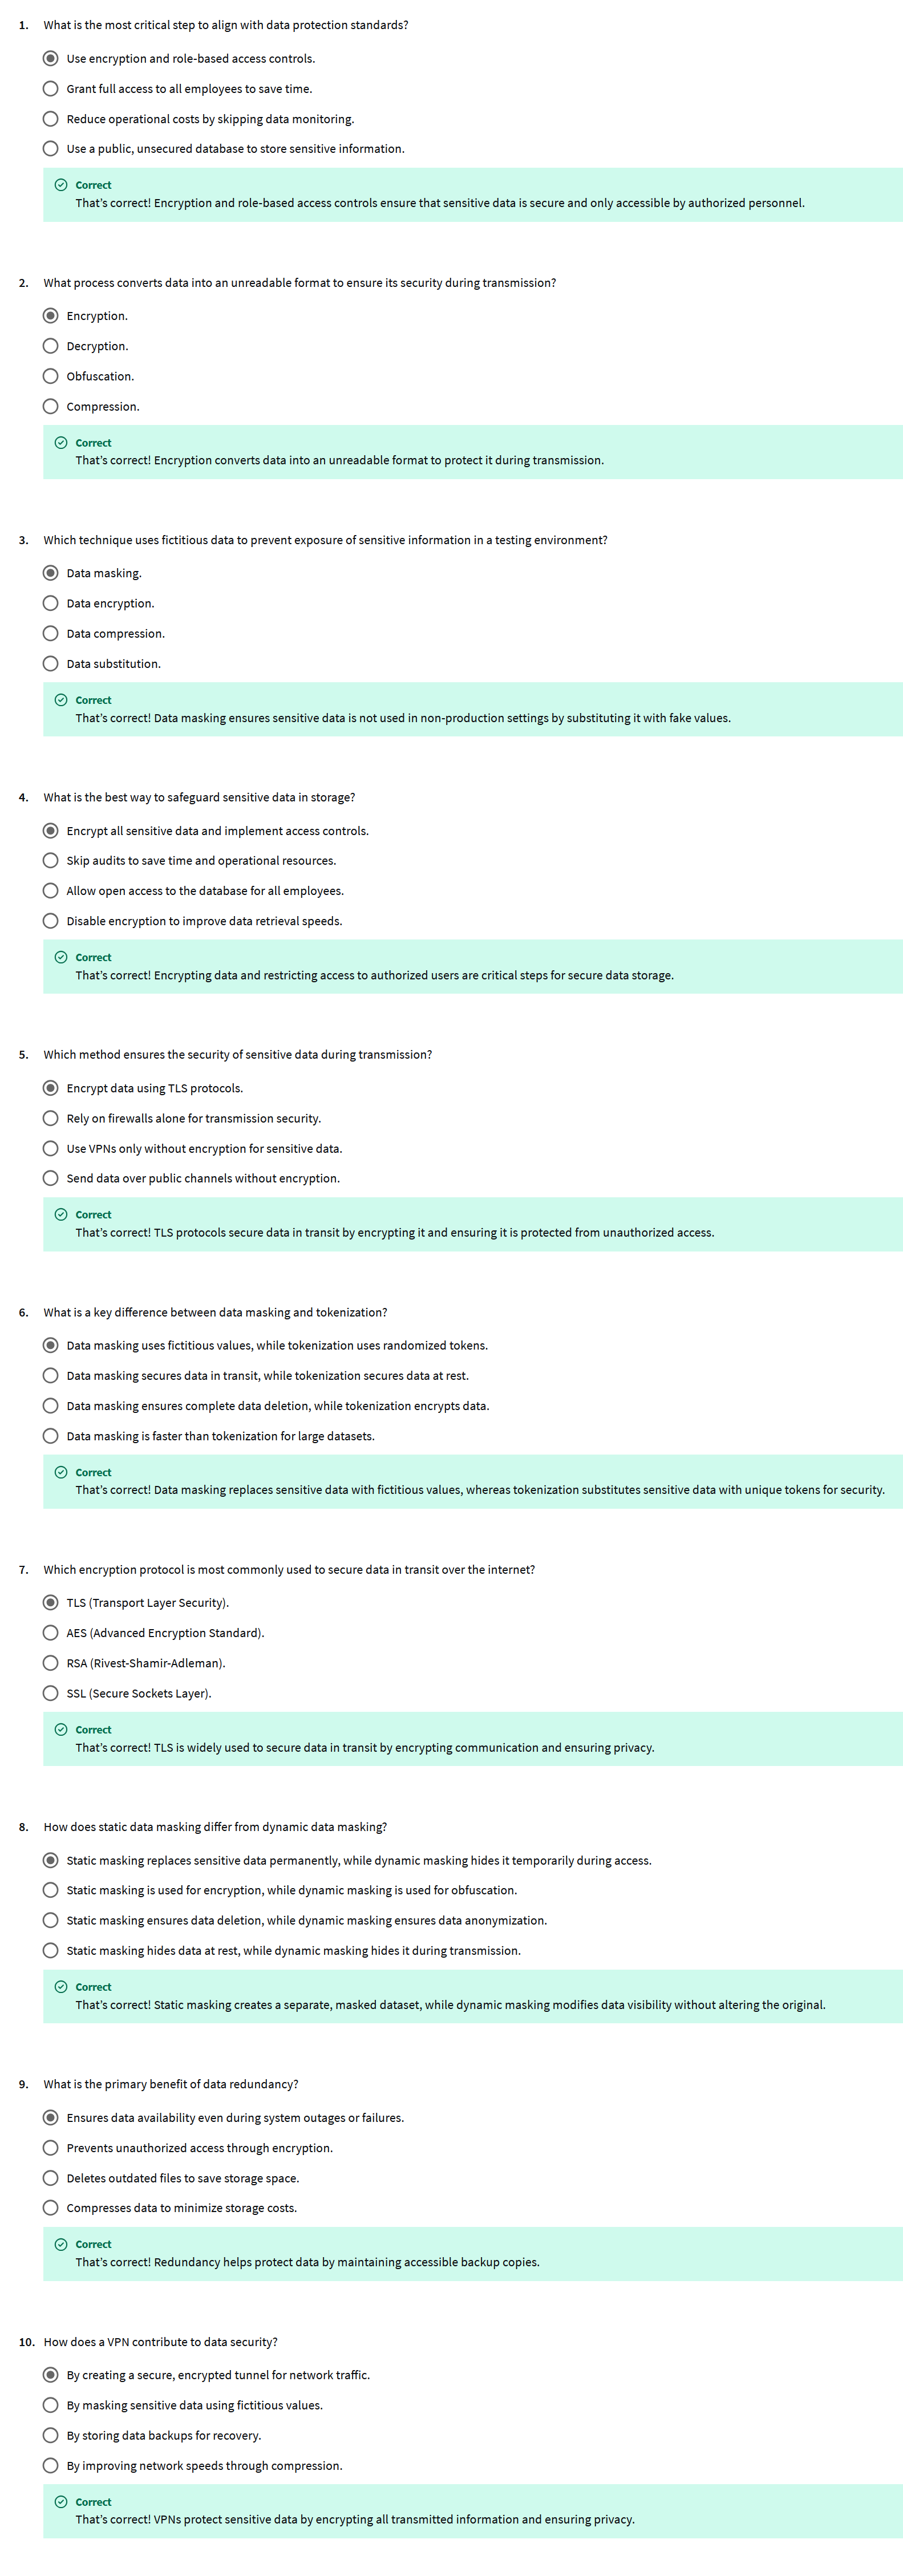 1. What is the most critical step to align with data protection standards?
Use encryption and role-based access controls.
Grant full access to all employees to save time.
Reduce operational costs by skipping data monitoring.
Use a public, unsecured database to store sensitive information.
Correct
That’s correct! Encryption and role-based access controls ensure that sensitive data is secure and only accessible by authorized personnel.
2. What process converts data into an unreadable format to ensure its security during transmission?
Encryption.
Decryption.
Obfuscation.
Compression.
Correct
That’s correct! Encryption converts data into an unreadable format to protect it during transmission.
3. Which technique uses fictitious data to prevent exposure of sensitive information in a testing environment?
Data masking.
Data encryption.
Data compression.
Data substitution.
Correct
That’s correct! Data masking ensures sensitive data is not used in non-production settings by substituting it with fake values.
4. What is the best way to safeguard sensitive data in storage?
Encrypt all sensitive data and implement access controls.
Skip audits to save time and operational resources.
Allow open access to the database for all employees.
Disable encryption to improve data retrieval speeds.
Correct
That’s correct! Encrypting data and restricting access to authorized users are critical steps for secure data storage.
5. Which method ensures the security of sensitive data during transmission?
Encrypt data using TLS protocols.
Rely on firewalls alone for transmission security.
Use VPNs only without encryption for sensitive data.
Send data over public channels without encryption.
Correct
That’s correct! TLS protocols secure data in transit by encrypting it and ensuring it is protected from unauthorized access.
6. What is a key difference between data masking and tokenization?
Data masking uses fictitious values, while tokenization uses randomized tokens.
Data masking secures data in transit, while tokenization secures data at rest.
Data masking ensures complete data deletion, while tokenization encrypts data.
Data masking is faster than tokenization for large datasets.
Correct
That’s correct! Data masking replaces sensitive data with fictitious values, whereas tokenization substitutes sensitive data with unique tokens for security.
7. Which encryption protocol is most commonly used to secure data in transit over the internet?
TLS (Transport Layer Security).
AES (Advanced Encryption Standard).
RSA (Rivest-Shamir-Adleman).
SSL (Secure Sockets Layer).
Correct
That’s correct! TLS is widely used to secure data in transit by encrypting communication and ensuring privacy.
8. How does static data masking differ from dynamic data masking?
Static masking replaces sensitive data permanently, while dynamic masking hides it temporarily during access.
Static masking is used for encryption, while dynamic masking is used for obfuscation.
Static masking ensures data deletion, while dynamic masking ensures data anonymization.
Static masking hides data at rest, while dynamic masking hides it during transmission.
Correct
That’s correct! Static masking creates a separate, masked dataset, while dynamic masking modifies data visibility without altering the original.
9. What is the primary benefit of data redundancy?
Ensures data availability even during system outages or failures.
Prevents unauthorized access through encryption.
Deletes outdated files to save storage space.
Compresses data to minimize storage costs.
Correct
That’s correct! Redundancy helps protect data by maintaining accessible backup copies.
10. How does a VPN contribute to data security?
By creating a secure, encrypted tunnel for network traffic.
By masking sensitive data using fictitious values.
By storing data backups for recovery.
By improving network speeds through compression.
Correct
That’s correct! VPNs protect sensitive data by encrypting all transmitted information and ensuring privacy.